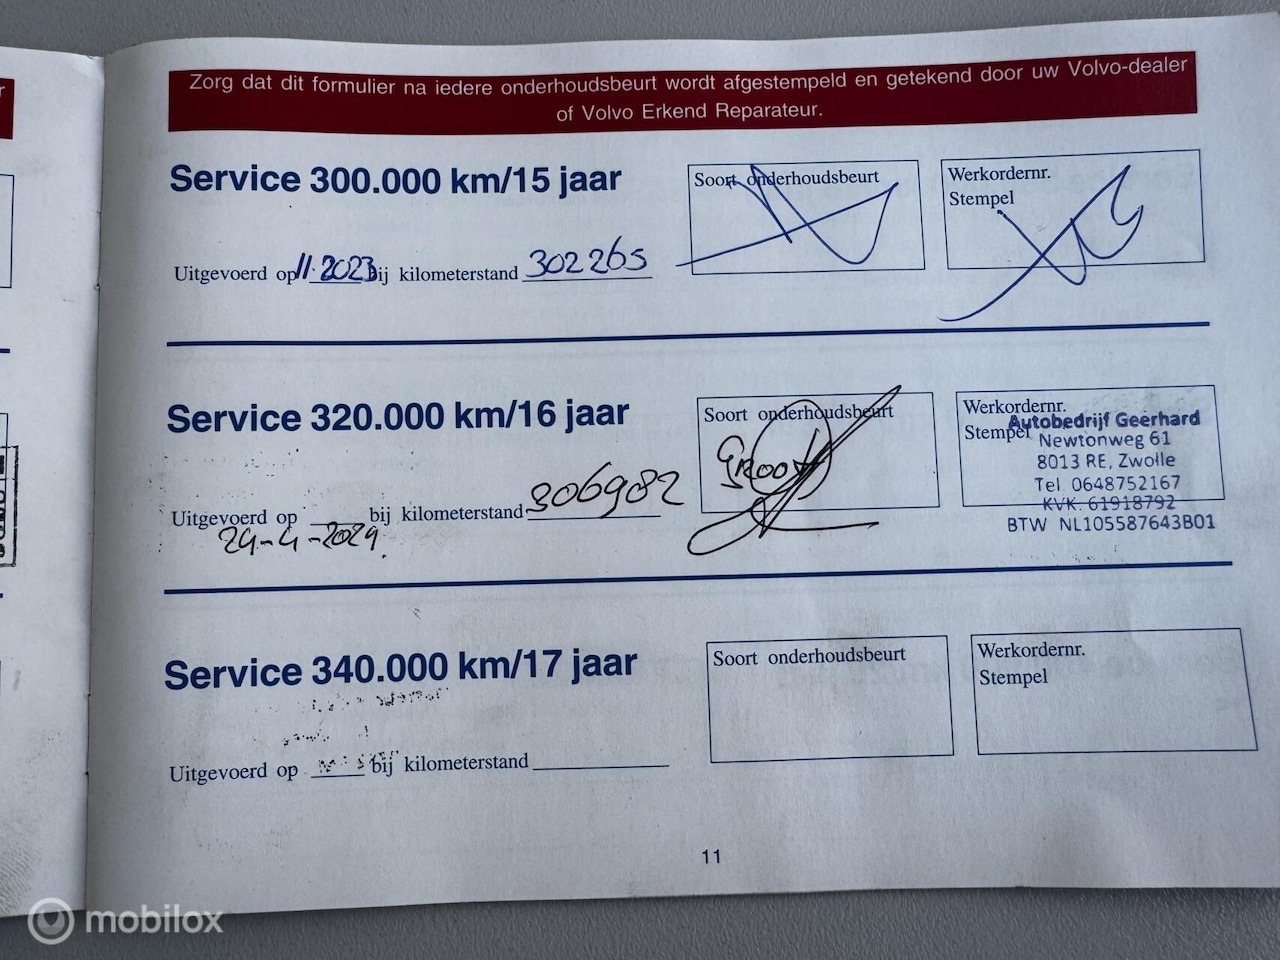 Zorg dat dit formulier na iedere onderhoudsbeurt wordt afgestempeld en getekend door uw Volvo-dealer
of Volvo Erkend Reparateur.
Service 300.000 km/15 jaar
Soort onderhoudsbeurt
Werkordernr.
Stempel
Uitgevoerd op 11-2023 bij kilometerstand 302265
Service 320.000 km/16 jaar
Soort onderhoudsbeurt
Groot
Werkordernr.
Stempel
Autobedrijf Geerhard
Newtonweg 61
8013 RE, Zwolle
Tel 0648752167
KVK. 61918792
BTW NL105587643B01
Uitgevoerd op bij kilometerstand 306982
24-4-2024
Service 340.000 km/17 jaar
Soort onderhoudsbeurt
Werkordernr.
Stempel
Uitgevoerd op bij kilometerstand
11
mobilox